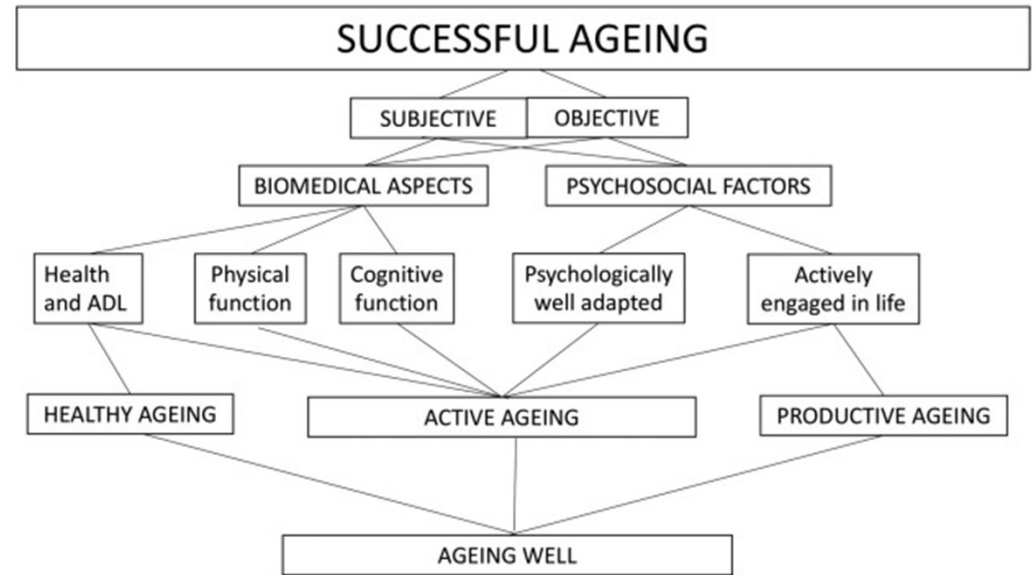 SUCCESSFUL AGEING
SUBJECTIVE
OBJECTIVE
BIOMEDICAL ASPECTS
PSYCHOSOCIAL FACTORS
Health
and ADL
Physical
function
Cognitive
function
Psychologically
well adapted
Actively
engaged in life
HEALTHY AGEING
ACTIVE AGEING
PRODUCTIVE AGEING
AGEING WELL